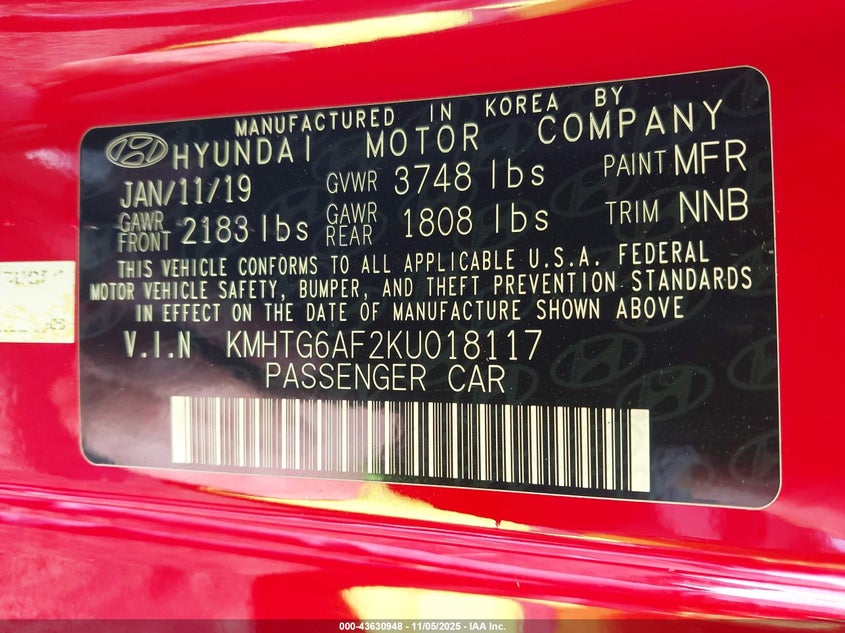 MANUFACTURED IN KOREA BY
HYUNDAI MOTOR COMPANY
JAN/11/19 GVWR 3748 lbs PAINT MFR
GAWR FRONT 2183 lbs GAWR REAR 1808 lbs TRIM NNB
THIS VEHICLE CONFORMS TO ALL APPLICABLE U.S.A. FEDERAL
MOTOR VEHICLE SAFETY, BUMPER, AND THEFT PREVENTION STANDARDS
IN EFFECT ON THE DATE OF MANUFACTURE SHOWN ABOVE
V.I.N KMHTG6AF2KU018117
PASSENGER CAR
000-43630948 - 11/05/2025 - IAA Inc.